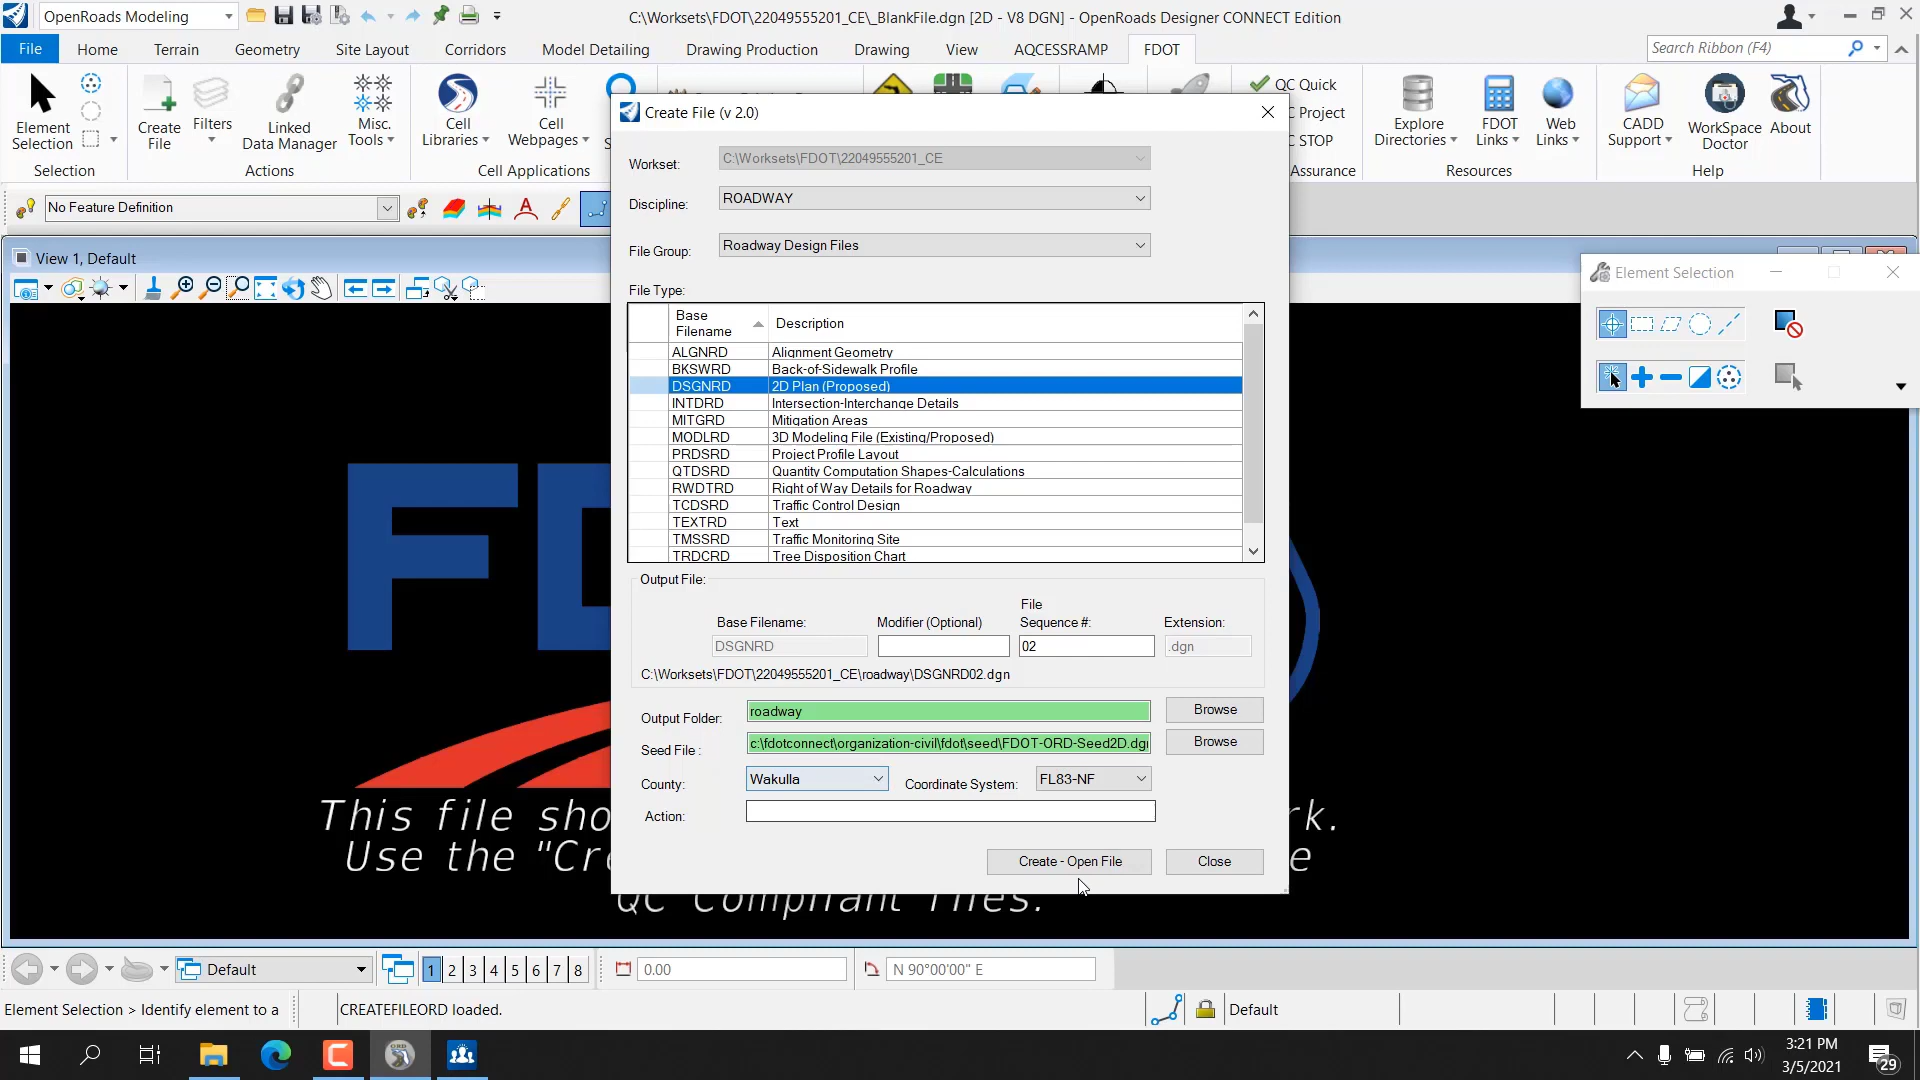 OpenRoads Modeling
C:\Worksets\FDOT\22049555201_CE\_BlankFile.dgn [2D - V8 DGN] - OpenRoads Designer CONNECT Edition
File Home Terrain Geometry Site Layout Corridors Model Detailing Drawing Production Drawing View AQCESSRAMP FDOT
Search Ribbon (F4)
Element Selection
Create File
Filters
Linked Data Manager
Misc. Tools
Cell Libraries
Cell Webpages
QC Quick
Project
STOP
Explore Directories
FDOT Links
Web Links
CADD Support
WorkSpace Doctor
About
Selection
Actions
Cell Applications
Assurance
Resources
Help
No Feature Definition
View 1, Default
Create File (v 2.0)
Workset: C:\Worksets\FDOT\22049555201_CE
Discipline: ROADWAY
File Group: Roadway Design Files
File Type:
Base Filename Description
ALGNRD Alignment Geometry
BKSWRD Back-of-Sidewalk Profile
DSGNRD 2D Plan (Proposed)
INTDRD Intersection-Interchange Details
MITGRD Mitigation Areas
MODLRD 3D Modeling File (Existing/Proposed)
PRDSRD Project Profile Layout
QTDSRD Quantity Computation Shapes-Calculations
RWDTRD Right of Way Details for Roadway
TCDSRD Traffic Control Design
TEXTRD Text
TMSSRD Traffic Monitoring Site
TRDCRD Tree Disposition Chart
Output File:
Base Filename: Modifier (Optional) File Sequence #: Extension:
DSGNRD 02 .dgn
C:\Worksets\FDOT\22049555201_CE\roadway\DSGNRD02.dgn
Output Folder: roadway Browse
Seed File : c:\fdotconnect\organization-civil\fdot\seed\FDOT-ORD-Seed2D.dgn Browse
County: Wakulla Coordinate System: FL83-NF
Action:
Create - Open File Close
Element Selection
FD
This file sho rk.
Use the "Cre e
QC Compliant Files.
Default 1 2 3 4 5 6 7 8 0.00 N 90°00'00" E
Element Selection > Identify element to a CREATEFILEORD loaded. Default
3:21 PM
3/5/2021
29